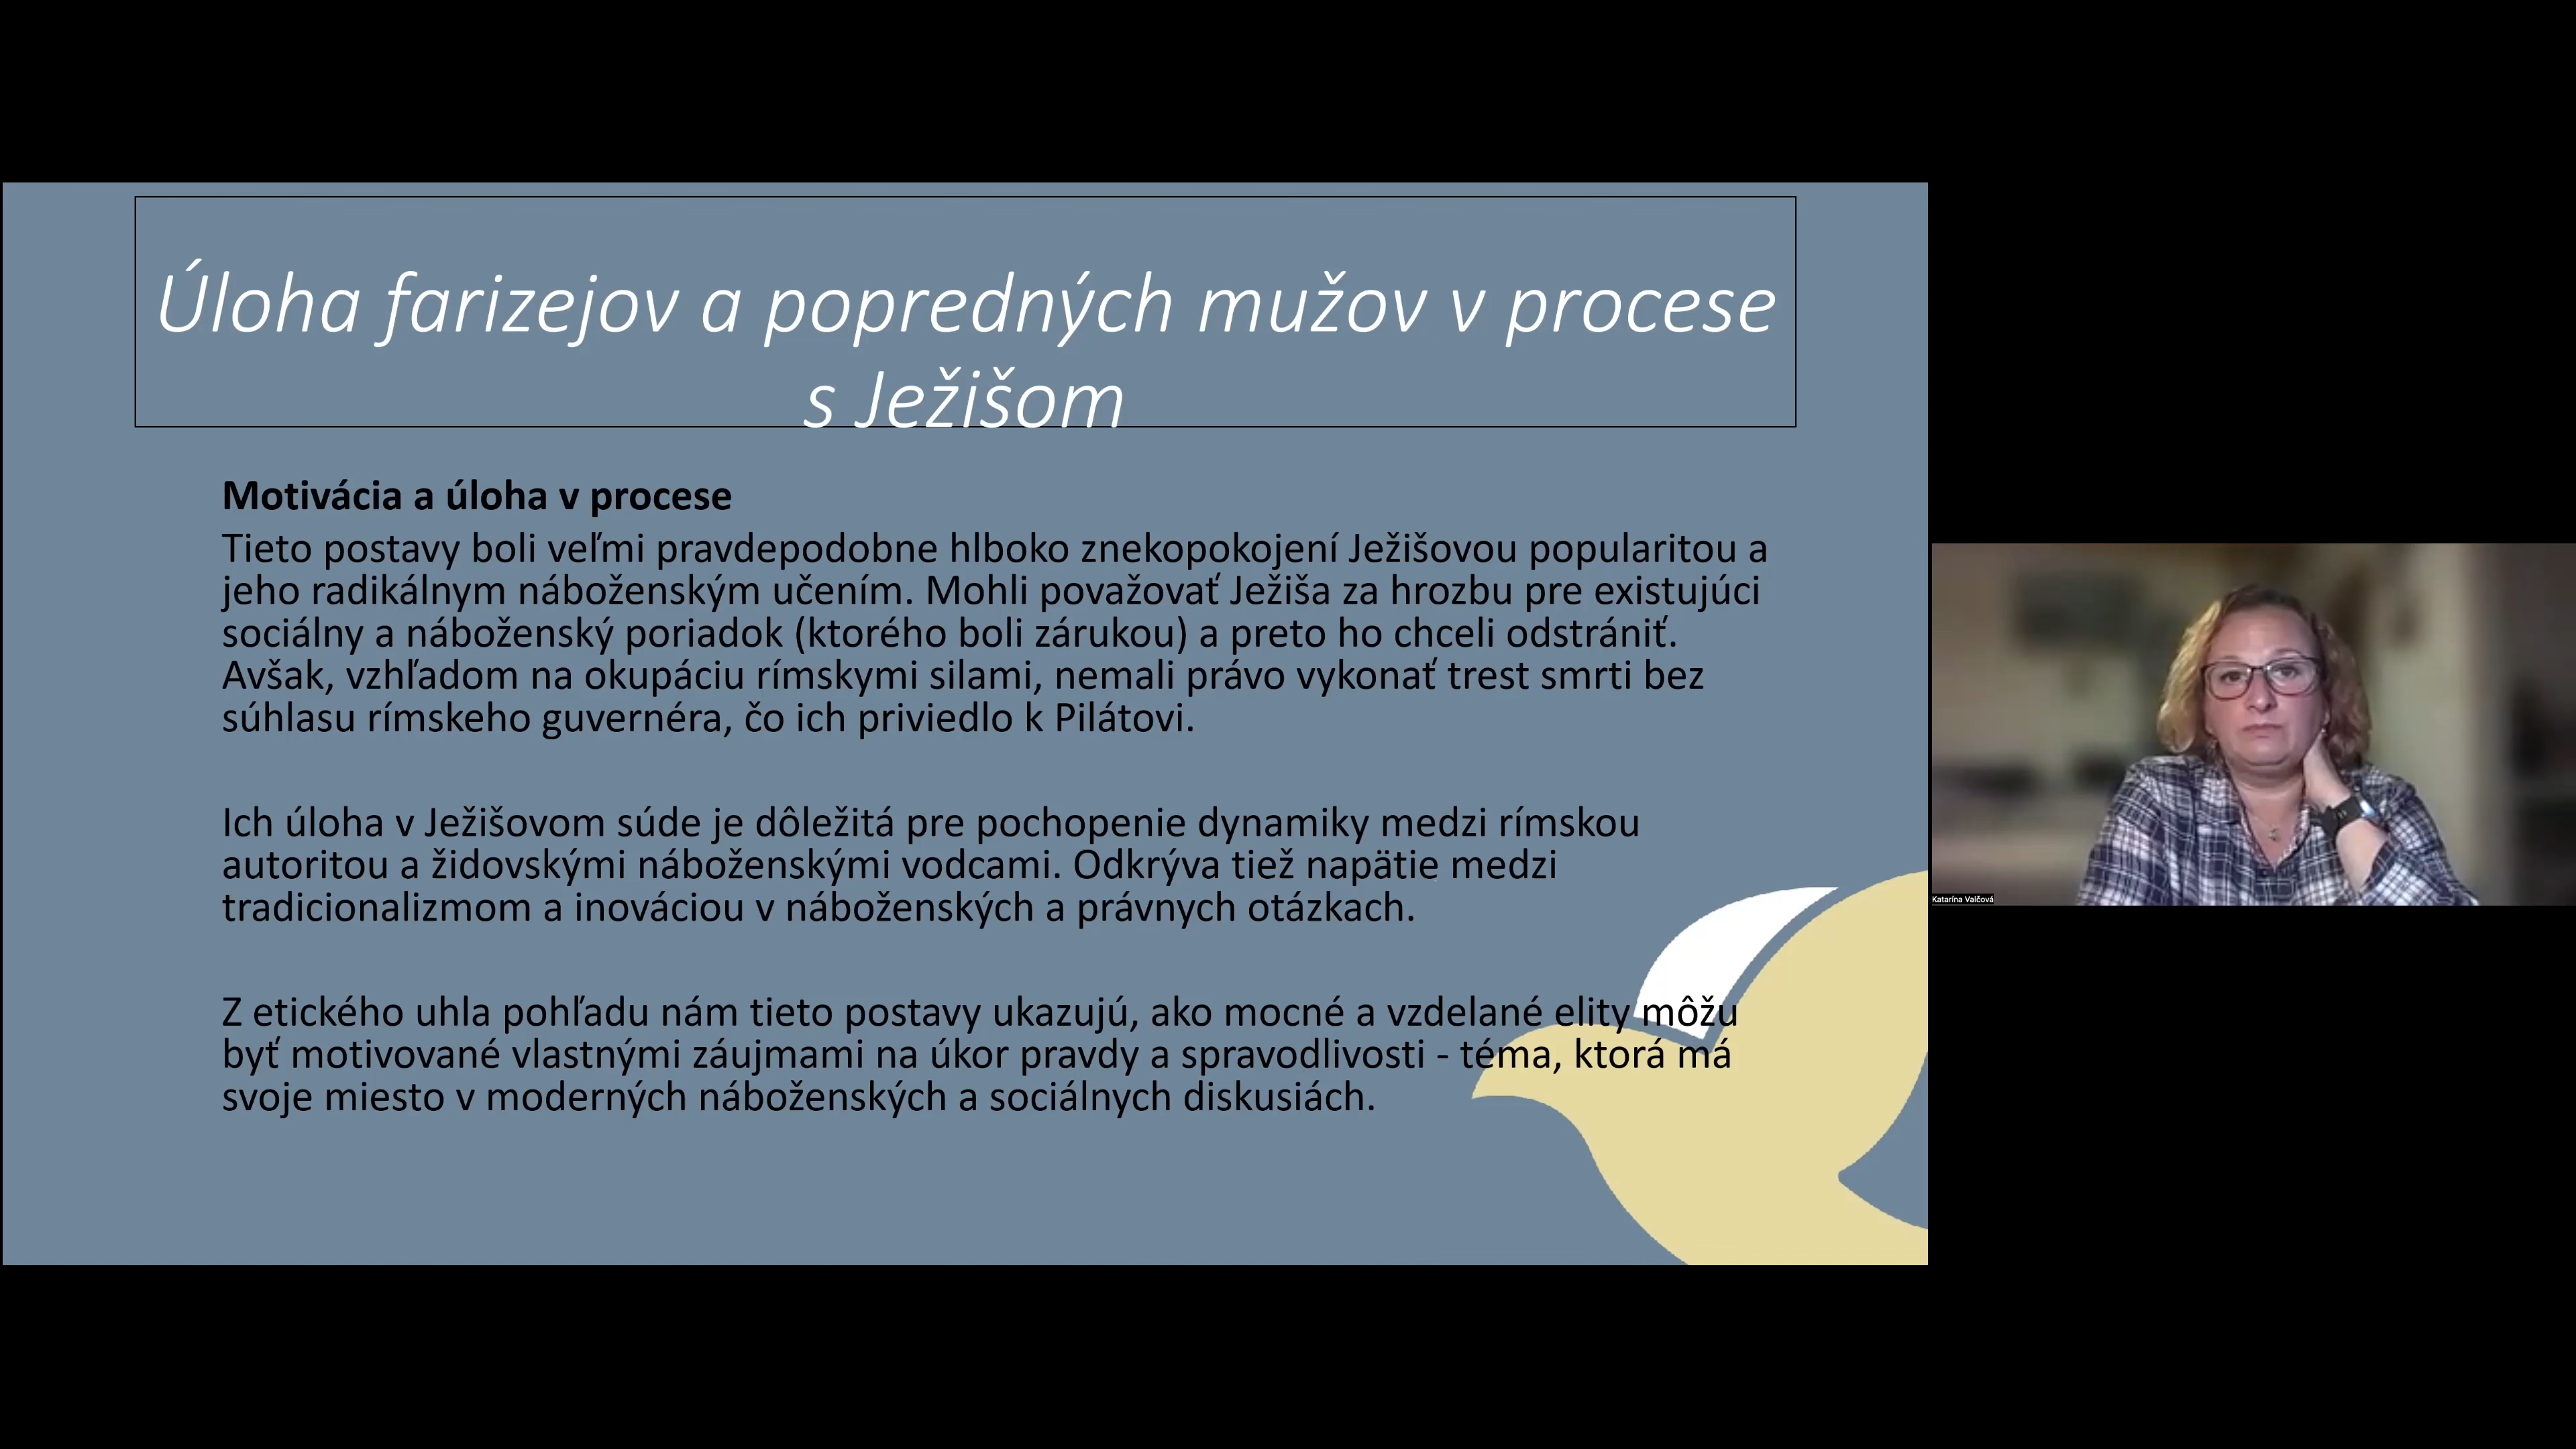 Úloha farizejov a popredných mužov v procese
s Ježišom
Motivácia a úloha v procese
Tieto postavy boli veľmi pravdepodobne hlboko znekopokojení Ježišovou popularitou a
jeho radikálnym náboženským učením. Mohli považovať Ježiša za hrozbu pre existujúci
sociálny a náboženský poriadok (ktorého boli zárukou) a preto ho chceli odstrániť.
Avšak, vzhľadom na okupáciu rímskymi silami, nemali právo vykonať trest smrti bez
súhlasu rímskeho guvernéra, čo ich priviedlo k Pilátovi.
Ich úloha v Ježišovom súde je dôležitá pre pochopenie dynamiky medzi rímskou
autoritou a židovskými náboženskými vodcami. Odkrýva tiež napätie medzi
tradicionalizmom a inováciou v náboženských a právnych otázkach.
Z etického uhla pohľadu nám tieto postavy ukazujú, ako mocné a vzdelané elity môžu
byť motivované vlastnými záujmami na úkor pravdy a spravodlivosti - téma, ktorá má
svoje miesto v moderných náboženských a sociálnych diskusiách.
Katarína Valčová